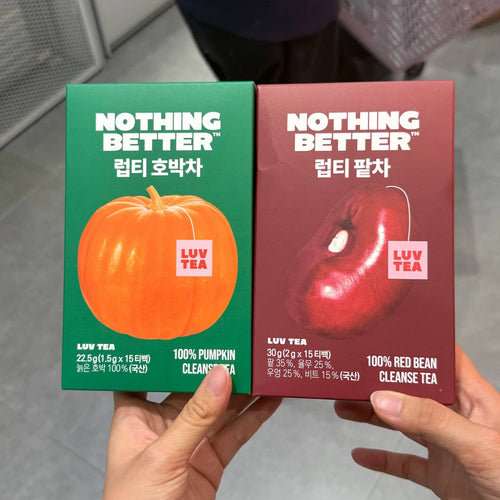 NOTHING
BETTER™
럽티 호박차
LUV
TEA
LUV TEA
22.5g(1.5g x 15티백)
늙은 호박 100%(국산)
100% PUMPKIN
CLEANSE TEA
NOTHING
BETTER™
럽티 팥차
LUV
TEA
LUV TEA
30g(2g x 15티백)
팥 35%, 율무 25%,
우엉 25%, 비트 15%(국산)
100% RED BEAN
CLEANSE TEA